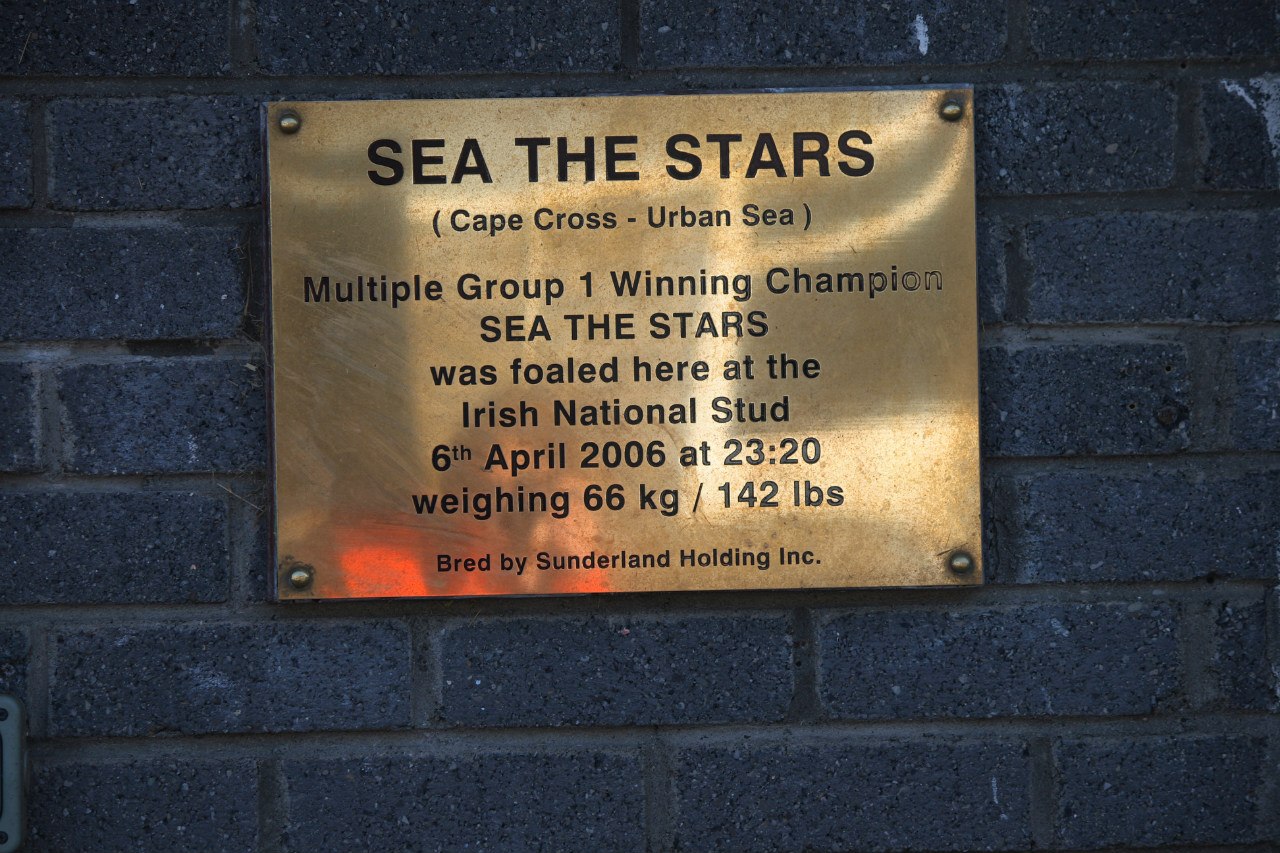 SEA THE STARS
( Cape Cross - Urban Sea )
Multiple Group 1 Winning Champion
SEA THE STARS
was foaled here at the
Irish National Stud
6th April 2006 at 23:20
weighing 66 kg / 142 lbs
Bred by Sunderland Holding Inc.